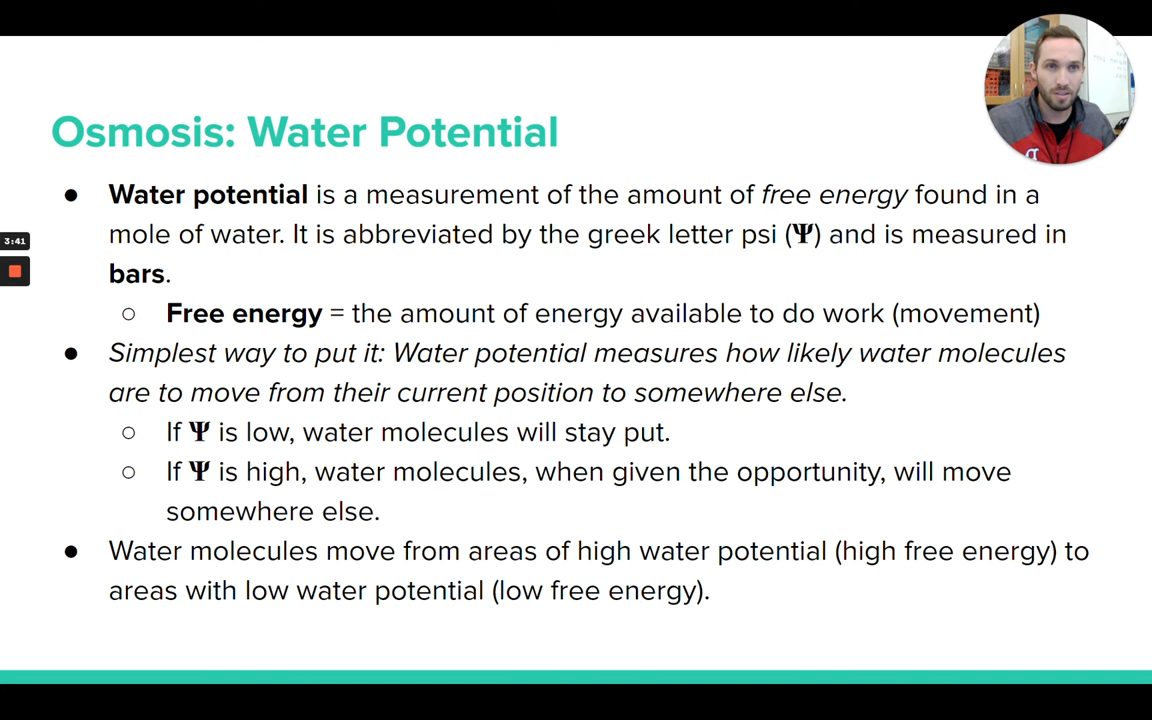 Osmosis: Water Potential
● Water potential is a measurement of the amount of free energy found in a
mole of water. It is abbreviated by the greek letter psi (Ψ) and is measured in
bars.
○ Free energy = the amount of energy available to do work (movement)
● Simplest way to put it: Water potential measures how likely water molecules
are to move from their current position to somewhere else.
○ If Ψ is low, water molecules will stay put.
○ If Ψ is high, water molecules, when given the opportunity, will move
somewhere else.
● Water molecules move from areas of high water potential (high free energy) to
areas with low water potential (low free energy).
3:41